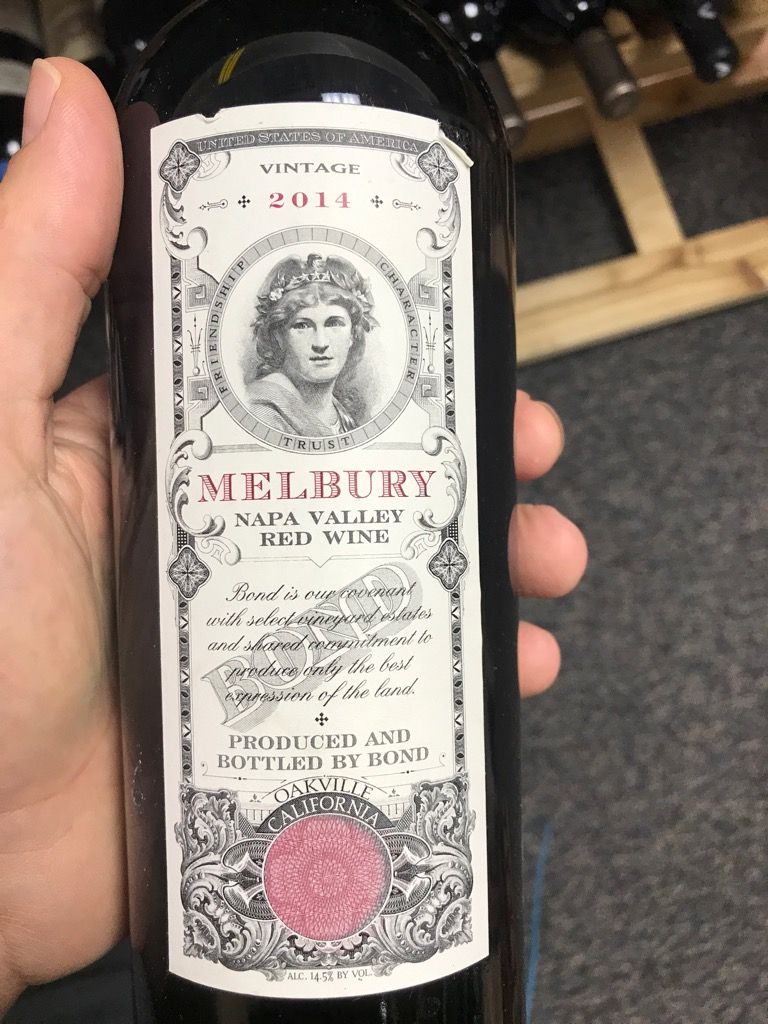 UNITED STATES OF AMERICA
VINTAGE
2014
FRIENDSHIP
CHARACTER
TRUST
MELBURY
NAPA VALLEY
RED WINE
BOND
Bond is our covenant
with select vineyard estates
and shared commitment to
produce only the best
expression of the land.
PRODUCED AND
BOTTLED BY BOND
OAKVILLE
CALIFORNIA
ALC. 14.5% BY VOL.